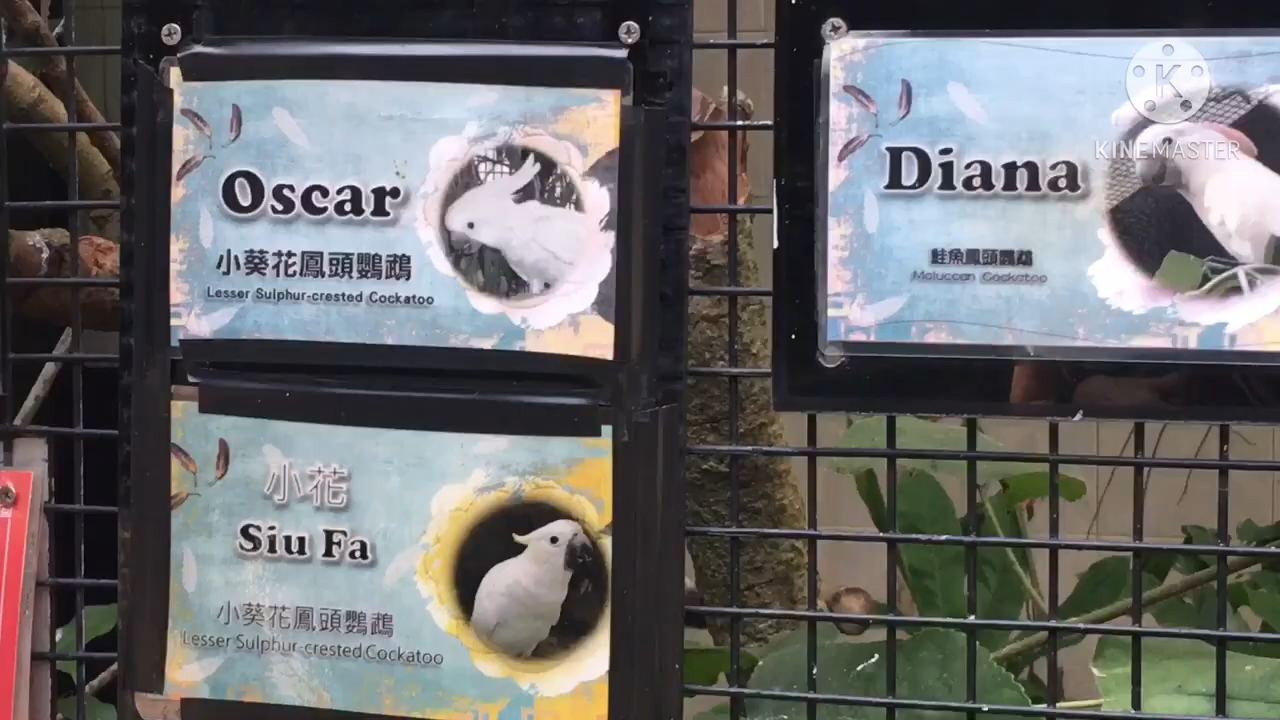 Oscar
小葵花鳳頭鸚鵡
Lesser Sulphur-crested Cockatoo
小花
Siu Fa
小葵花鳳頭鸚鵡
Lesser Sulphur-crested Cockatoo
Diana
鮭魚鳳頭鸚鵡
Moluccan Cockatoo
K
KINEMASTER